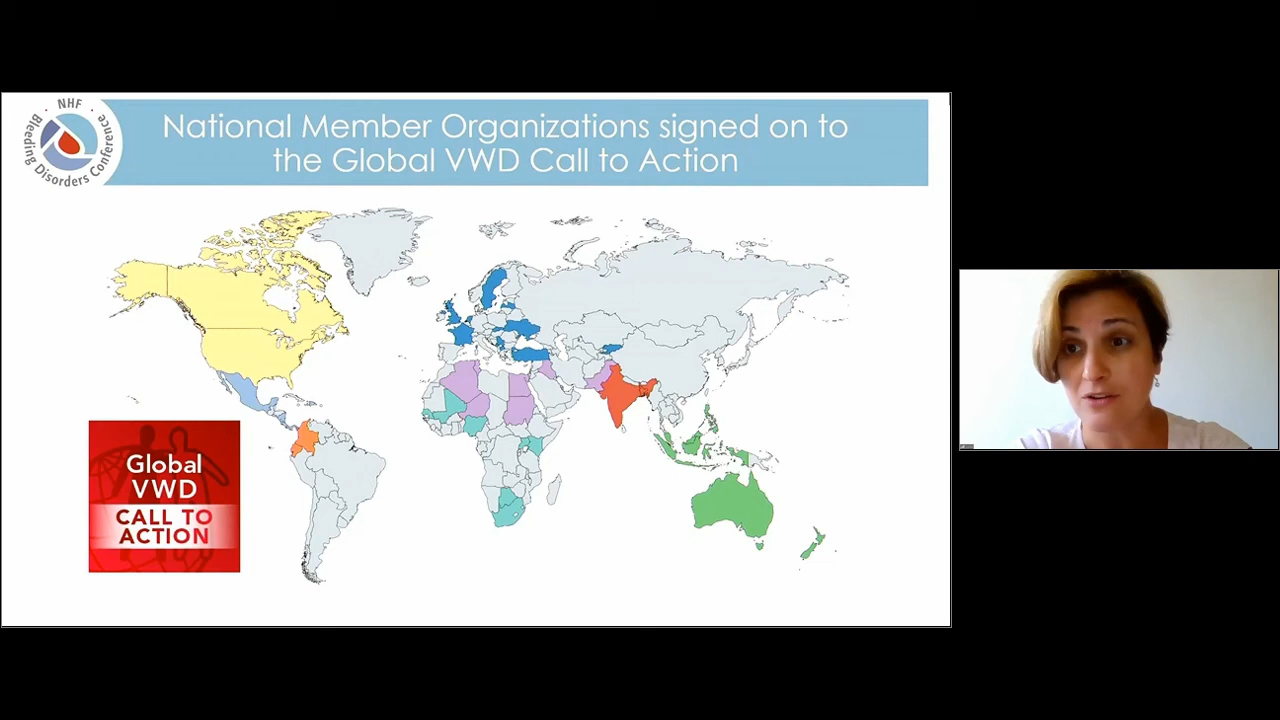 NHF
Bleeding Disorders Conference
National Member Organizations signed on to
the Global VWD Call to Action
Global
VWD
CALL TO
ACTION